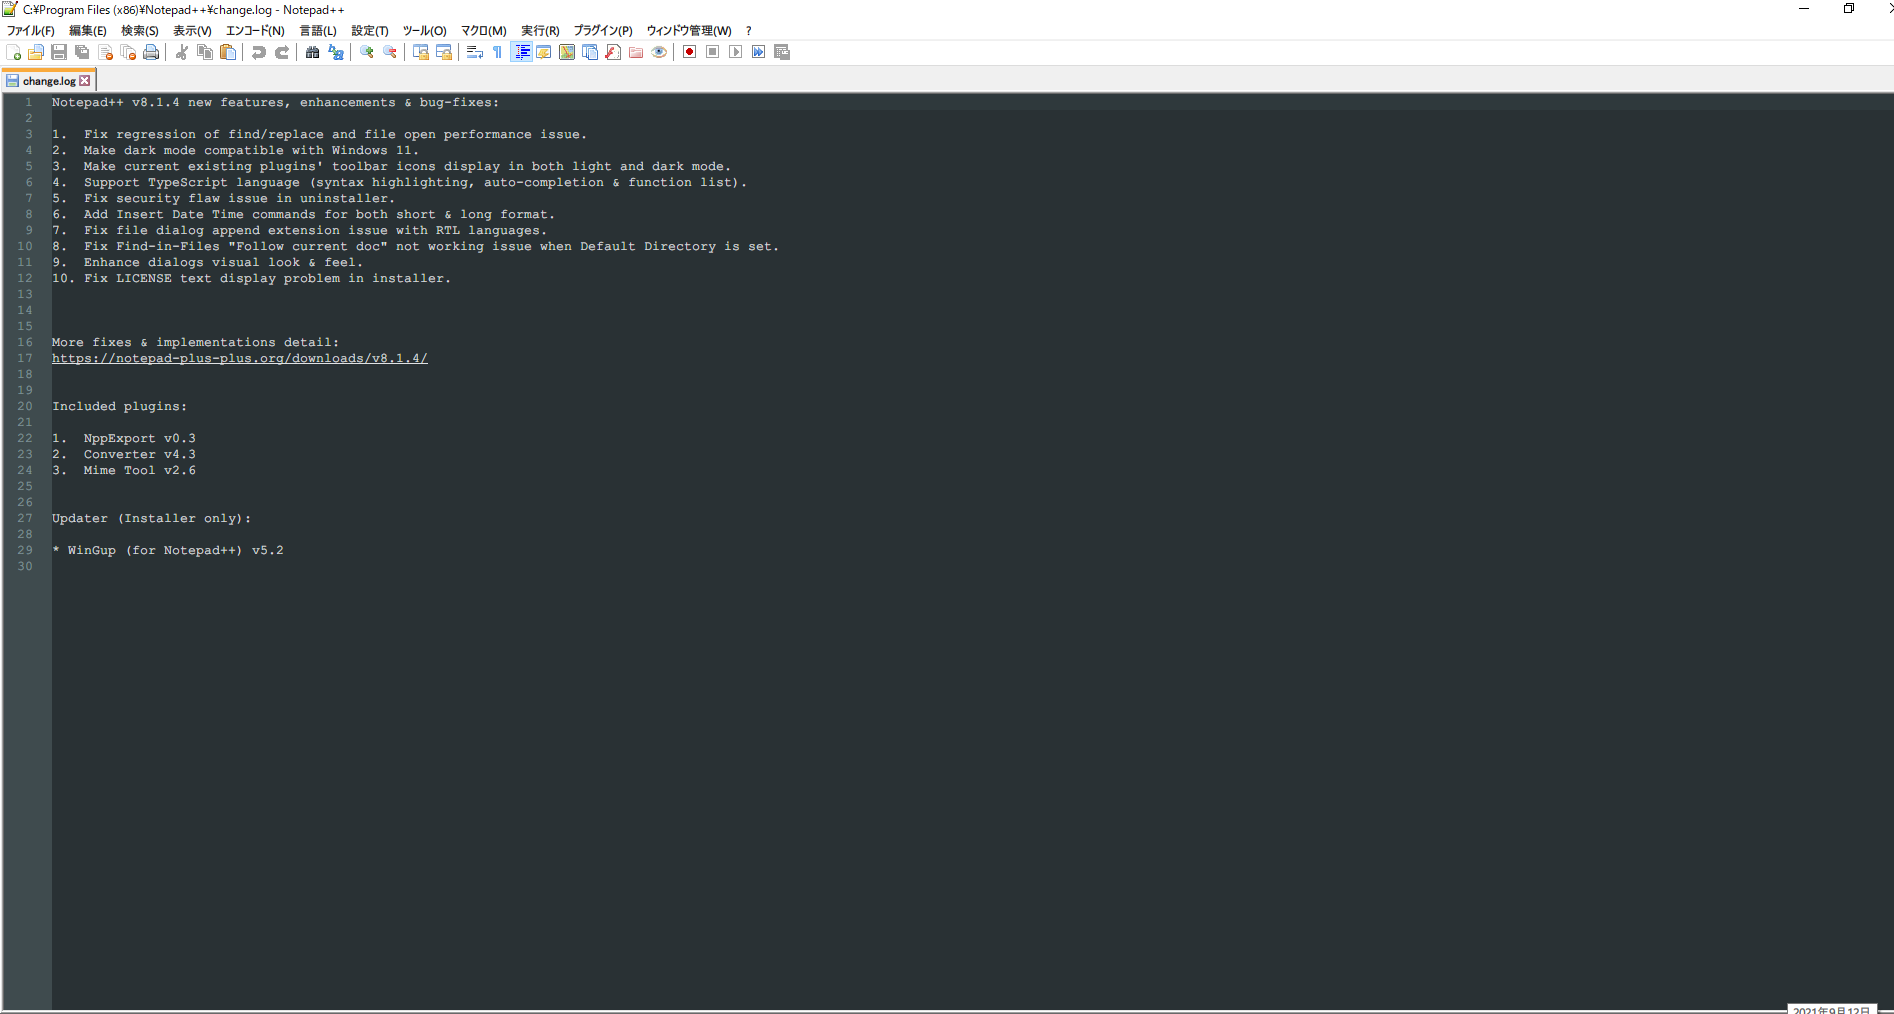 C:¥Program Files (x86)¥Notepad++¥change.log - Notepad++
ファイル(F) 編集(E) 検索(S) 表示(V) エンコード(N) 言語(L) 設定(T) ツール(O) マクロ(M) 実行(R) プラグイン(P) ウィンドウ管理(W) ?
change.log
1 Notepad++ v8.1.4 new features, enhancements & bug-fixes:
2
3 1.  Fix regression of find/replace and file open performance issue.
4 2.  Make dark mode compatible with Windows 11.
5 3.  Make current existing plugins' toolbar icons display in both light and dark mode.
6 4.  Support TypeScript language (syntax highlighting, auto-completion & function list).
7 5.  Fix security flaw issue in uninstaller.
8 6.  Add Insert Date Time commands for both short & long format.
9 7.  Fix file dialog append extension issue with RTL languages.
10 8.  Fix Find-in-Files "Follow current doc" not working issue when Default Directory is set.
11 9.  Enhance dialogs visual look & feel.
12 10. Fix LICENSE text display problem in installer.
13
14
15
16 More fixes & implementations detail:
17 https://notepad-plus-plus.org/downloads/v8.1.4/
18
19
20 Included plugins:
21
22 1.  NppExport v0.3
23 2.  Converter v4.3
24 3.  Mime Tool v2.6
25
26
27 Updater (Installer only):
28
29 * WinGup (for Notepad++) v5.2
30
2021年9月12日